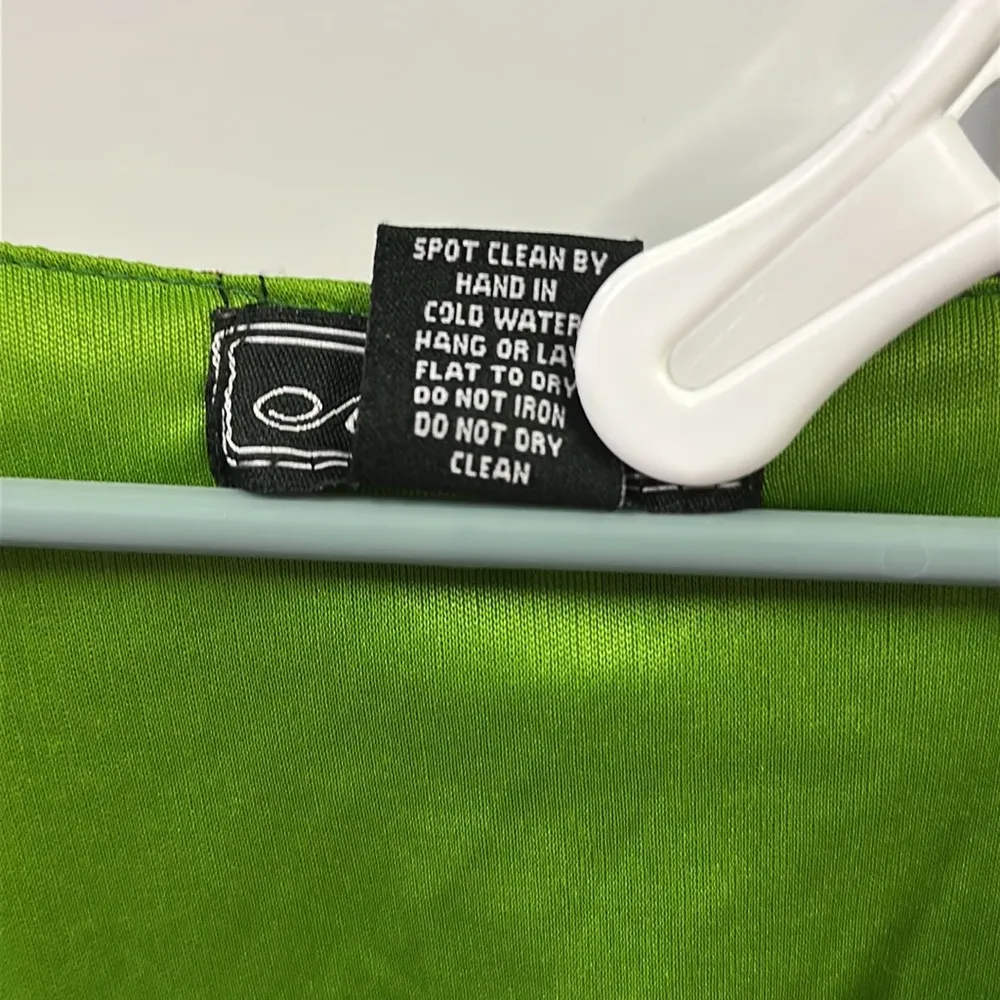 SPOT CLEAN BY
HAND IN
COLD WATER
HANG OR LAY
FLAT TO DRY
DO NOT IRON
DO NOT DRY
CLEAN